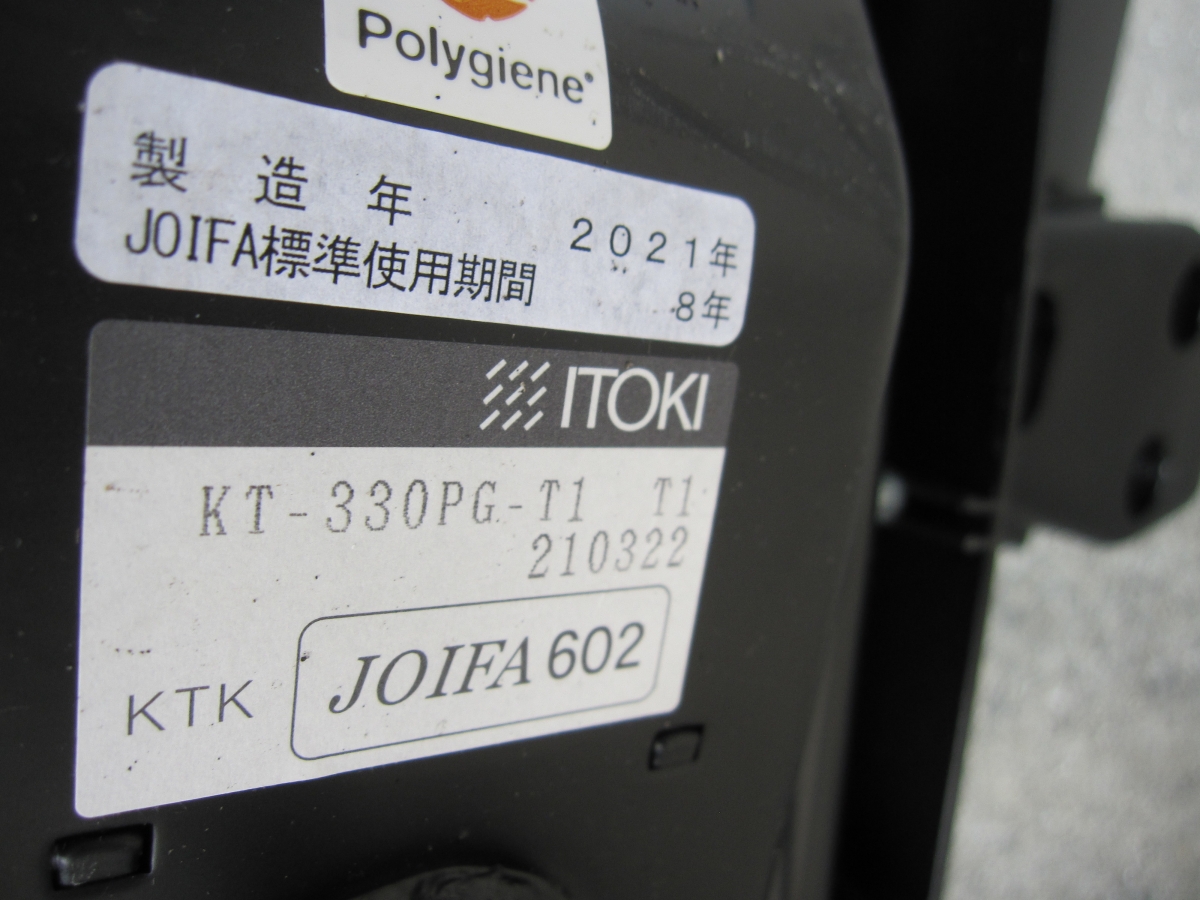 Polygiene®
製造年 2021年
JOIFA標準使用期間 8年
ITOKI
KT-330PG-T1 T1
210322
KTK JOIFA 602